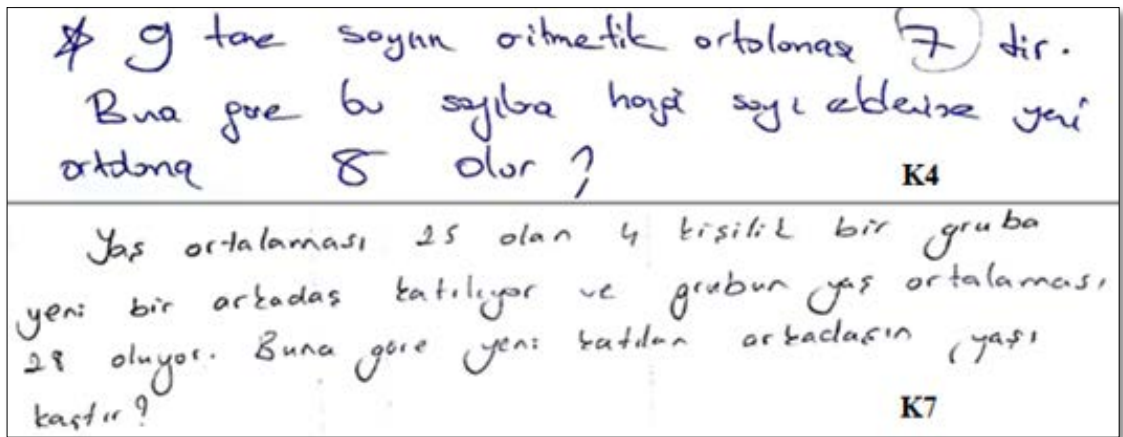 * 9 tane sayının aritmetik ortalaması 7 dir.
Buna göre bu sayılara hangi sayı eklenirse yeni
ortalama 8 olur?
K4
Yaş ortalaması 25 olan 4 kişilik bir gruba
yeni bir arkadaş katılıyor ve grubun yaş ortalaması
28 oluyor. Buna göre yeni katılan arkadaşın yaşı
kaçtır?
K7